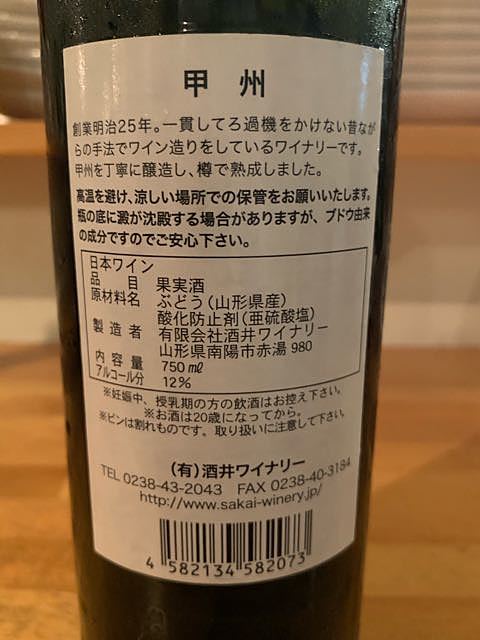 甲州
創業明治25年。一貫してろ過機をかけない昔なが
らの手法でワイン造りをしているワイナリーです。
甲州を丁寧に醸造し、樽で熟成しました。
高温を避け、涼しい場所での保管をお願いいたします。
瓶の底に澱が沈殿する場合がありますが、ブドウ由来
の成分ですのでご安心下さい。
日本ワイン
品目 果実酒
原材料名 ぶどう(山形県産)
酸化防止剤(亜硫酸塩)
製造者 有限会社酒井ワイナリー
山形県南陽市赤湯980
内容量 750㎖
アルコール分 12%
※妊娠中、授乳期の方の飲酒はお控え下さい。
※お酒は20歳になってから。
※ビンは割れものです。取り扱いに注意して下さい。
(有)酒井ワイナリー
TEL 0238-43-2043 FAX 0238-40-3184
http://www.sakai-winery.jp/
4 582134 582073